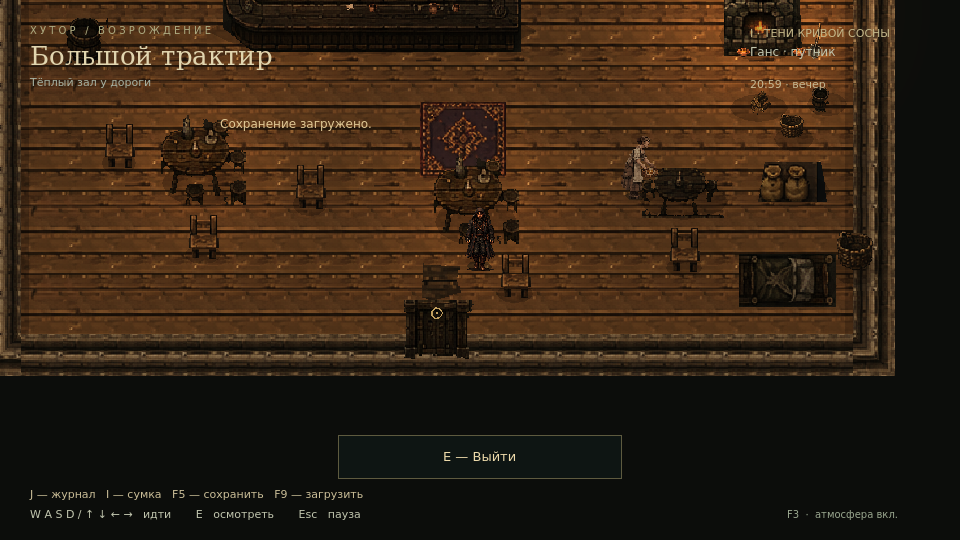 ХУТОР / ВОЗРОЖДЕНИЕ
Большой трактир
Тёплый зал у дороги
ТЕНИ КРИВОЙ СОСНЫ
Ганс · путник
20:59 · вечер
Сохранение загружено.
E — Выйти
J — журнал I — сумка F5 — сохранить F9 — загрузить
W A S D / ↑ ↓ ← → идти E осмотреть Esc пауза
F3 · атмосфера вкл.